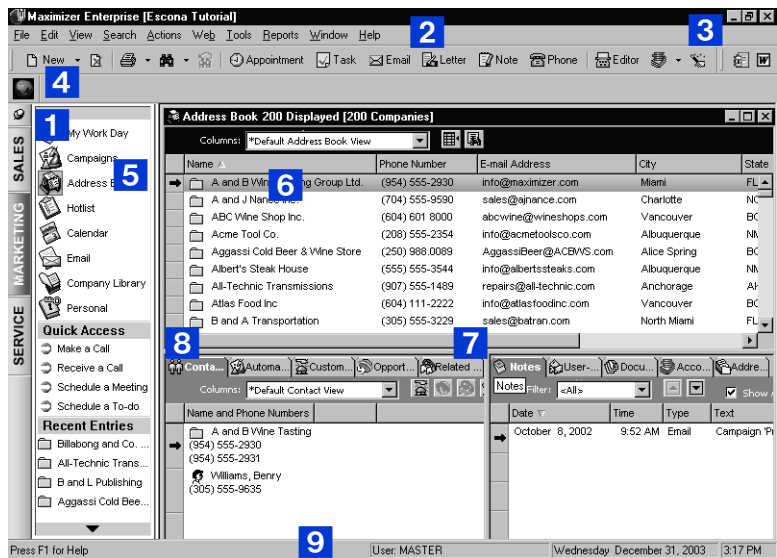 Maximizer Enterprise [Escona Tutorial]
File Edit View Search Actions Web Tools Reports Window Help
2
3
New Appointment Task Email Letter Note Phone Editor
4
1
My Work Day
Campaigns
Address B
5
Hotlist
Calendar
Email
Company Library
Personal
SALES
MARKETING
SERVICE
Quick Access
Make a Call
Receive a Call
Schedule a Meeting
Schedule a To-do
Recent Entries
Billabong and Co. ...
All-Technic Trans...
B and L Publishing
Aggassi Cold Bee...
Address Book 200 Displayed [200 Companies]
Columns: *Default Address Book View
Name Phone Number E-mail Address City State
6
A and B Wine ng Group Ltd. (954) 555-2930 info@maximizer.com Miami FL
A and J Nan Inc. (704) 555-9590 sales@ajnance.com Charlotte NC
ABC Wine Shop Inc. (604) 601 8000 abcwine@wineshops.com Vancouver BC
Acme Tool Co. (208) 555-2354 info@acmetoolsco.com Albuquerque NM
Aggassi Cold Beer & Wine Store (250) 988.0089 AggassiBeer@ACBWS.com Alice Spring BC
Albert's Steak House (555) 555-3544 info@albertssteaks.com Albuquerque NM
All-Technic Transmissions (907) 555-1489 repairs@all-technic.com Anchorage AK
Atlas Food Inc (604) 111-2222 info@atlasfoodinc.com Vancouver BC
B and A Transportation (305) 555-3229 sales@batran.com North Miami FL
8
7
Conta... Automa... Custom... Opport... Related ...
Columns: *Default Contact View
Name and Phone Numbers
A and B Wine Tasting
(954) 555-2930
(954) 555-2931
Williams, Benry
(305) 555-9635
Notes User-... Docu... Acco... Addre...
Notes Filter: <All> Show
Date Time Type Text
October 8, 2002 9:52 AM Email Campaign 'Pr
9
Press F1 for Help User: MASTER Wednesday December 31, 2003 3:17 PM